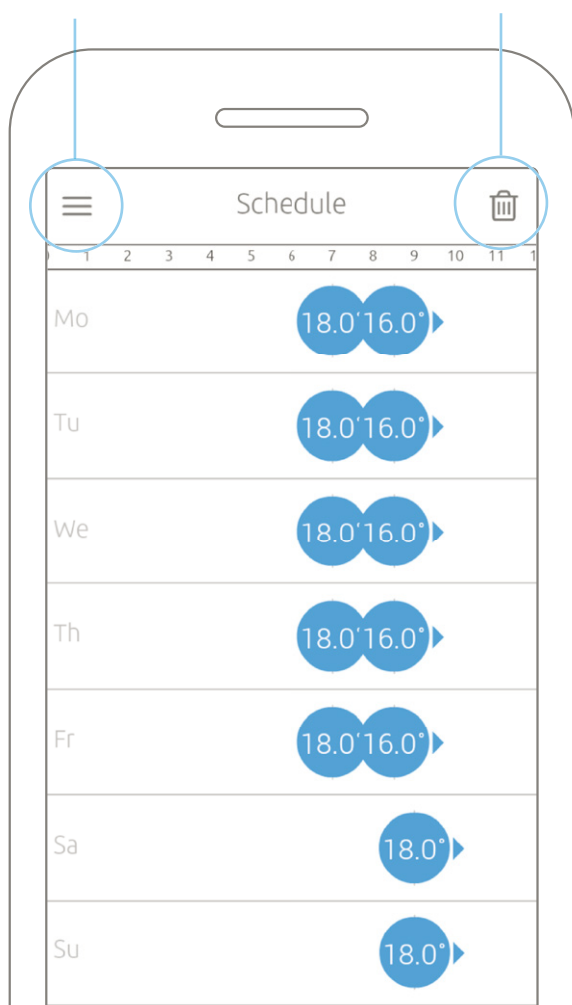 Schedule
1 2 3 4 5 6 7 8 9 10 11 1
Mo 18.0' 16.0°
Tu 18.0' 16.0°
We 18.0' 16.0°
Th 18.0' 16.0°
Fr 18.0' 16.0°
Sa 18.0°
Su 18.0°